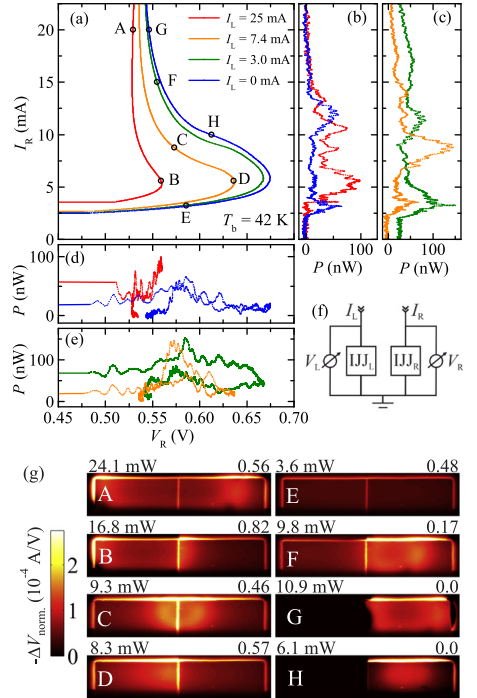 (a)
I_L = 25 mA
I_L = 7.4 mA
I_L = 3.0 mA
I_L = 0 mA
A
G
F
H
C
B
D
E
T_b = 42 K
I_R (mA)
20
15
10
5
(b)
0
100
P (nW)
(c)
0
100
P (nW)
(d)
P (nW)
100
0
(e)
P (nW)
150
0
0.45
0.50
0.55
0.60
0.65
0.70
V_R (V)
(f)
I_L
I_R
V_L
IJJ_L
IJJ_R
V_R
(g)
-ΔV_norm. (10^-4 A/V)
2
1
0
24.1 mW 0.56
A
16.8 mW 0.82
B
9.3 mW 0.46
C
8.3 mW 0.57
D
3.6 mW 0.48
E
9.8 mW 0.17
F
10.9 mW 0.0
G
6.1 mW 0.0
H